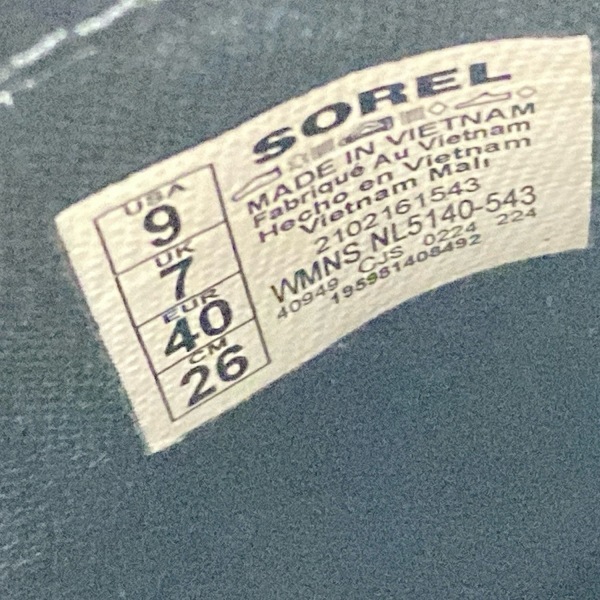 SOREL
MADE IN VIETNAM
Fabriqué Au Vietnam
Hecho en Vietnam
Vietnam Malı
2102161543
WMNS NL5140-543
40949 CJS 0224 224
195981408492
USA
9
UK
7
EUR
40
CM
26